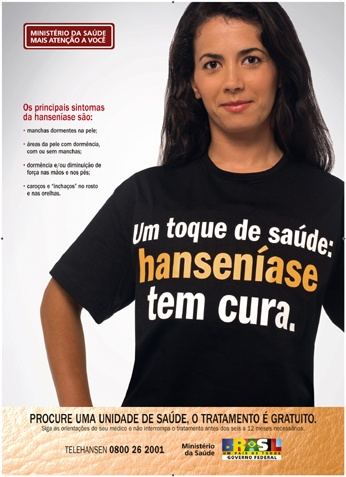 MINISTÉRIO DA SAÚDE
MAIS ATENÇÃO A VOCÊ
Os principais sintomas
da hanseníase são:
• manchas dormentes na pele;
• áreas da pele com dormência,
com ou sem manchas;
• dormência e/ou diminuição de
força nas mãos e nos pés;
• caroços e "inchaços" no rosto
e nas orelhas.
Um toque de saúde:
hanseníase
tem cura.
PROCURE UMA UNIDADE DE SAÚDE, O TRATAMENTO É GRATUITO.
Siga as orientações do seu médico e não interrompa o tratamento antes dos seis a 12 meses necessários.
TELEHANSEN 0800 26 2001
Ministério
da Saúde
BRASIL
UM PAÍS DE TODOS
GOVERNO FEDERAL